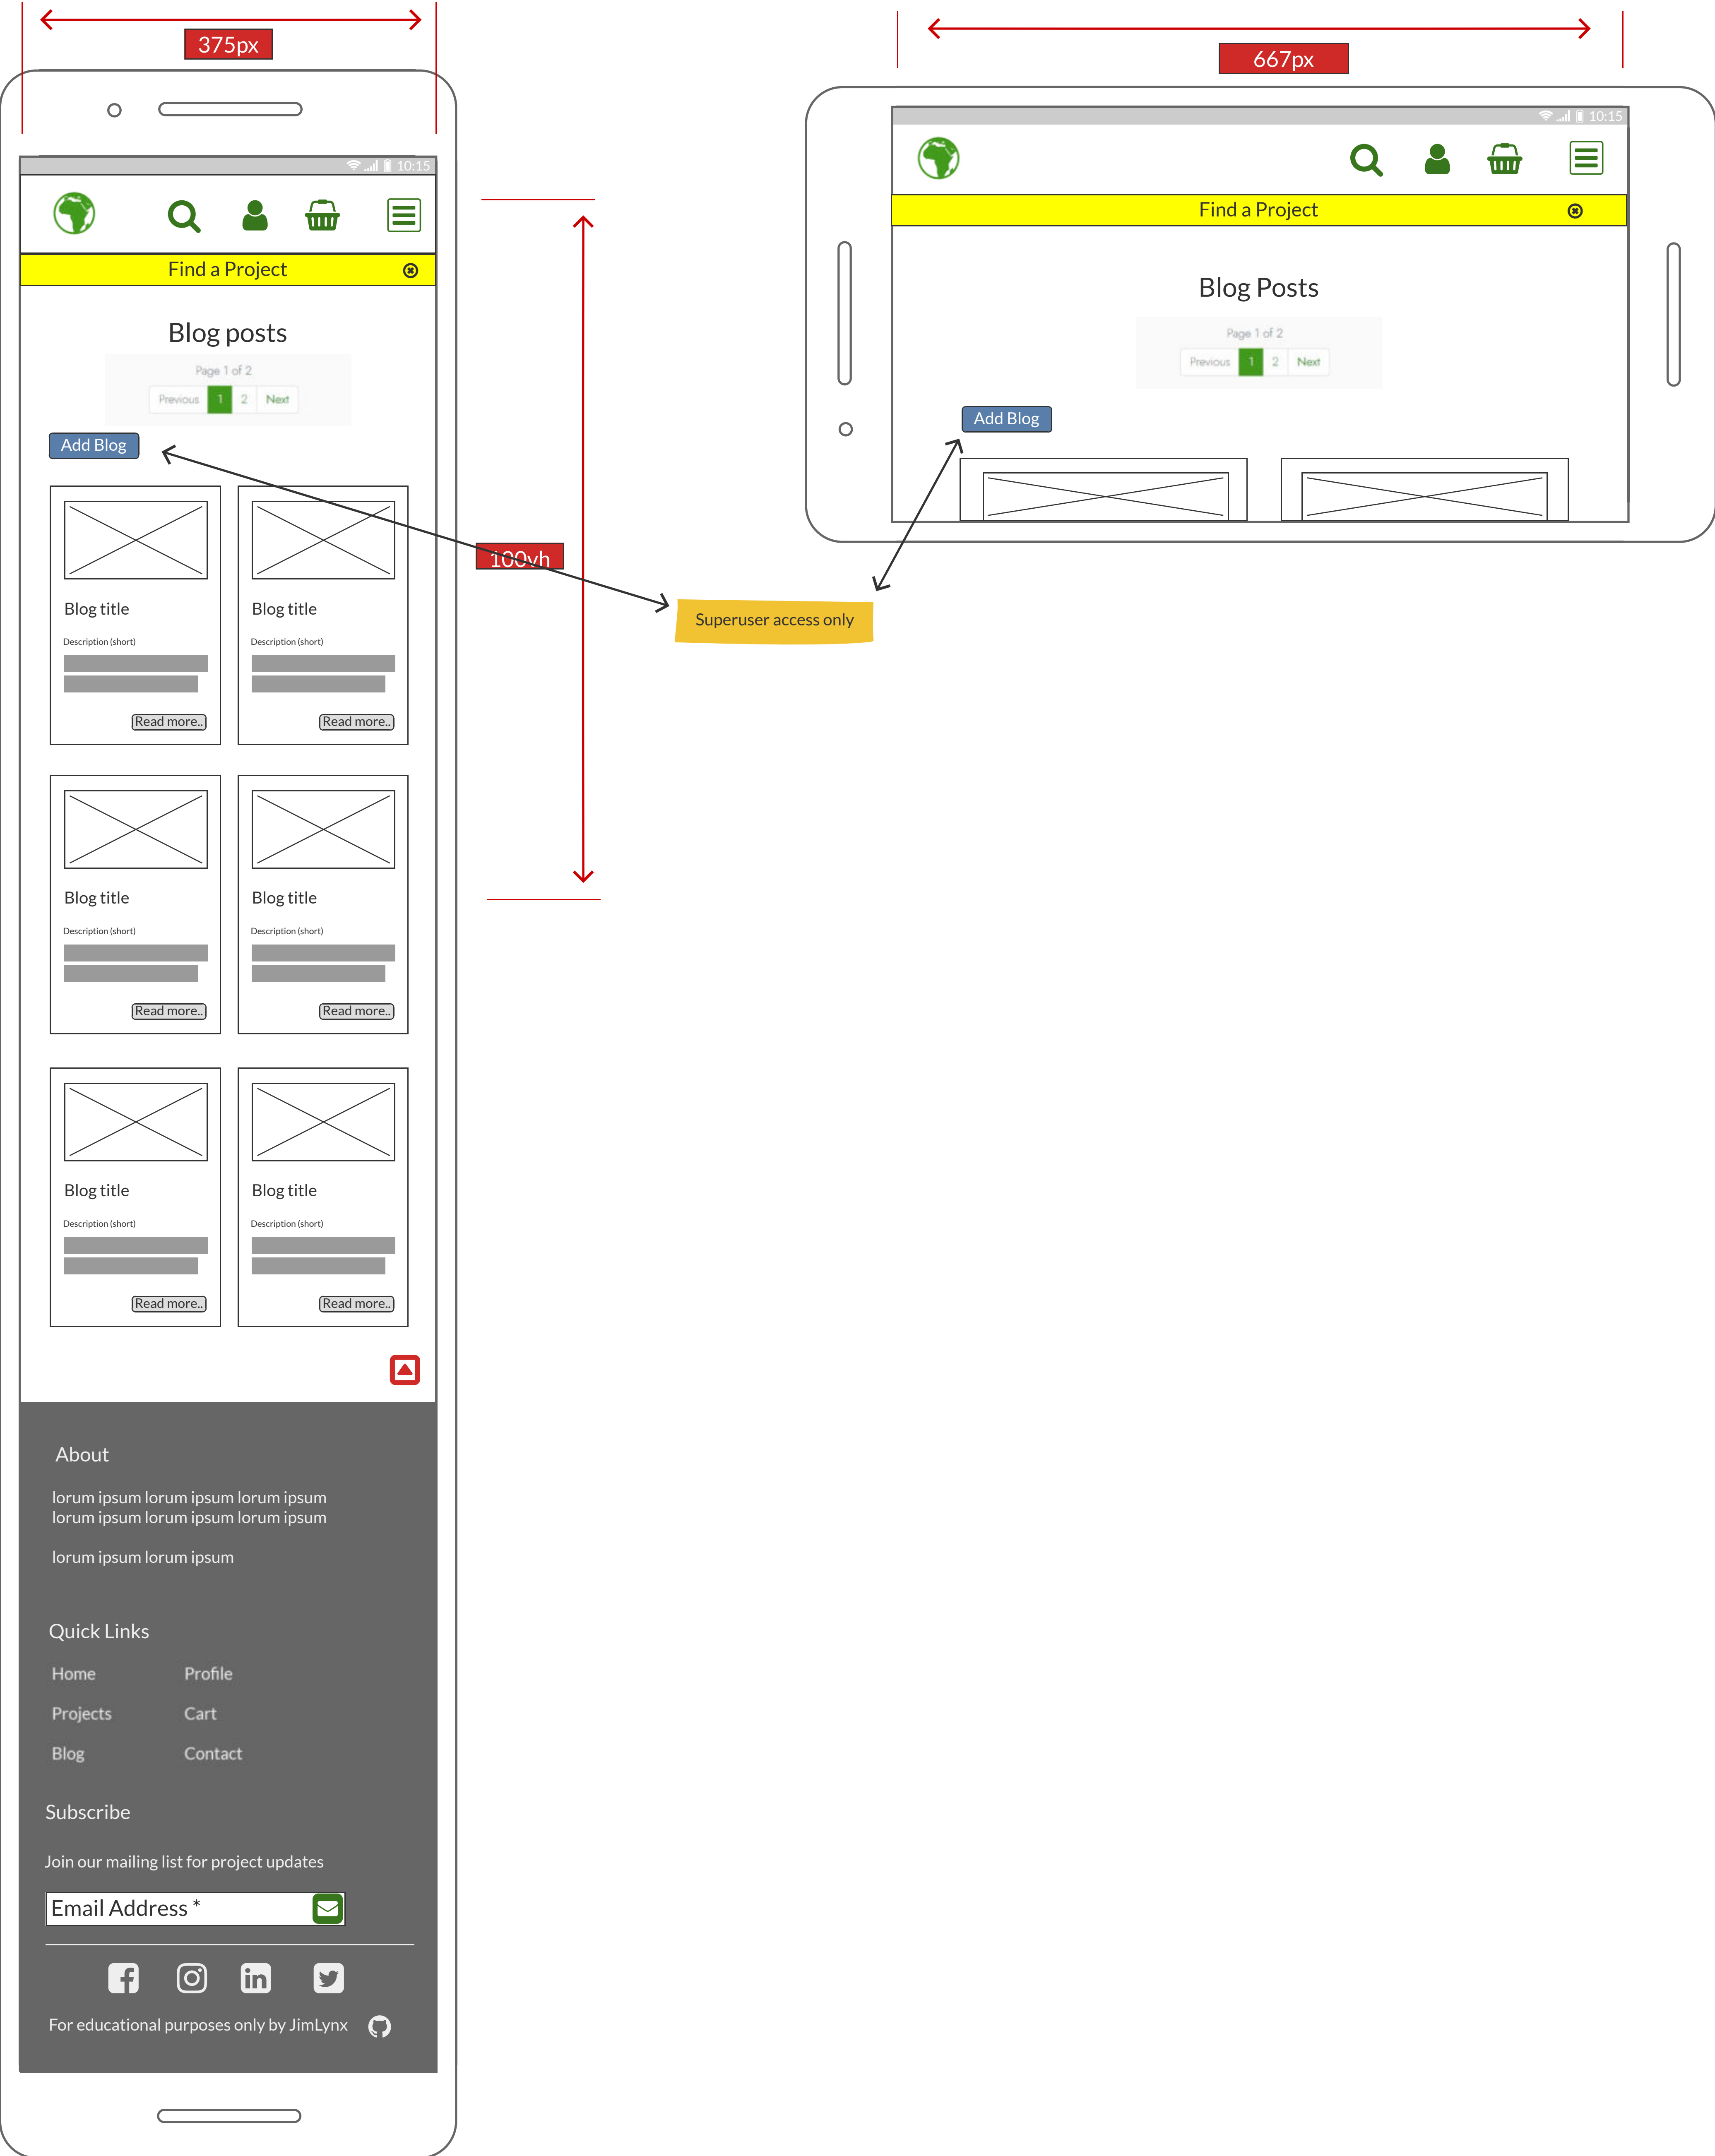 375px
10:15
Find a Project
Blog posts
Page 1 of 2
Previous 1 2 Next
Add Blog
Blog title Blog title
Description (short) Description (short)
Read more.. Read more..
Blog title Blog title
Description (short) Description (short)
Read more.. Read more..
Blog title Blog title
Description (short) Description (short)
Read more.. Read more..
About
lorum ipsum lorum ipsum lorum ipsum
lorum ipsum lorum ipsum lorum ipsum
lorum ipsum lorum ipsum
Quick Links
Home Profile
Projects Cart
Blog Contact
Subscribe
Join our mailing list for project updates
Email Address *
For educational purposes only by JimLynx
100vh
Superuser access only
667px
10:15
Find a Project
Blog Posts
Page 1 of 2
Previous 1 2 Next
Add Blog